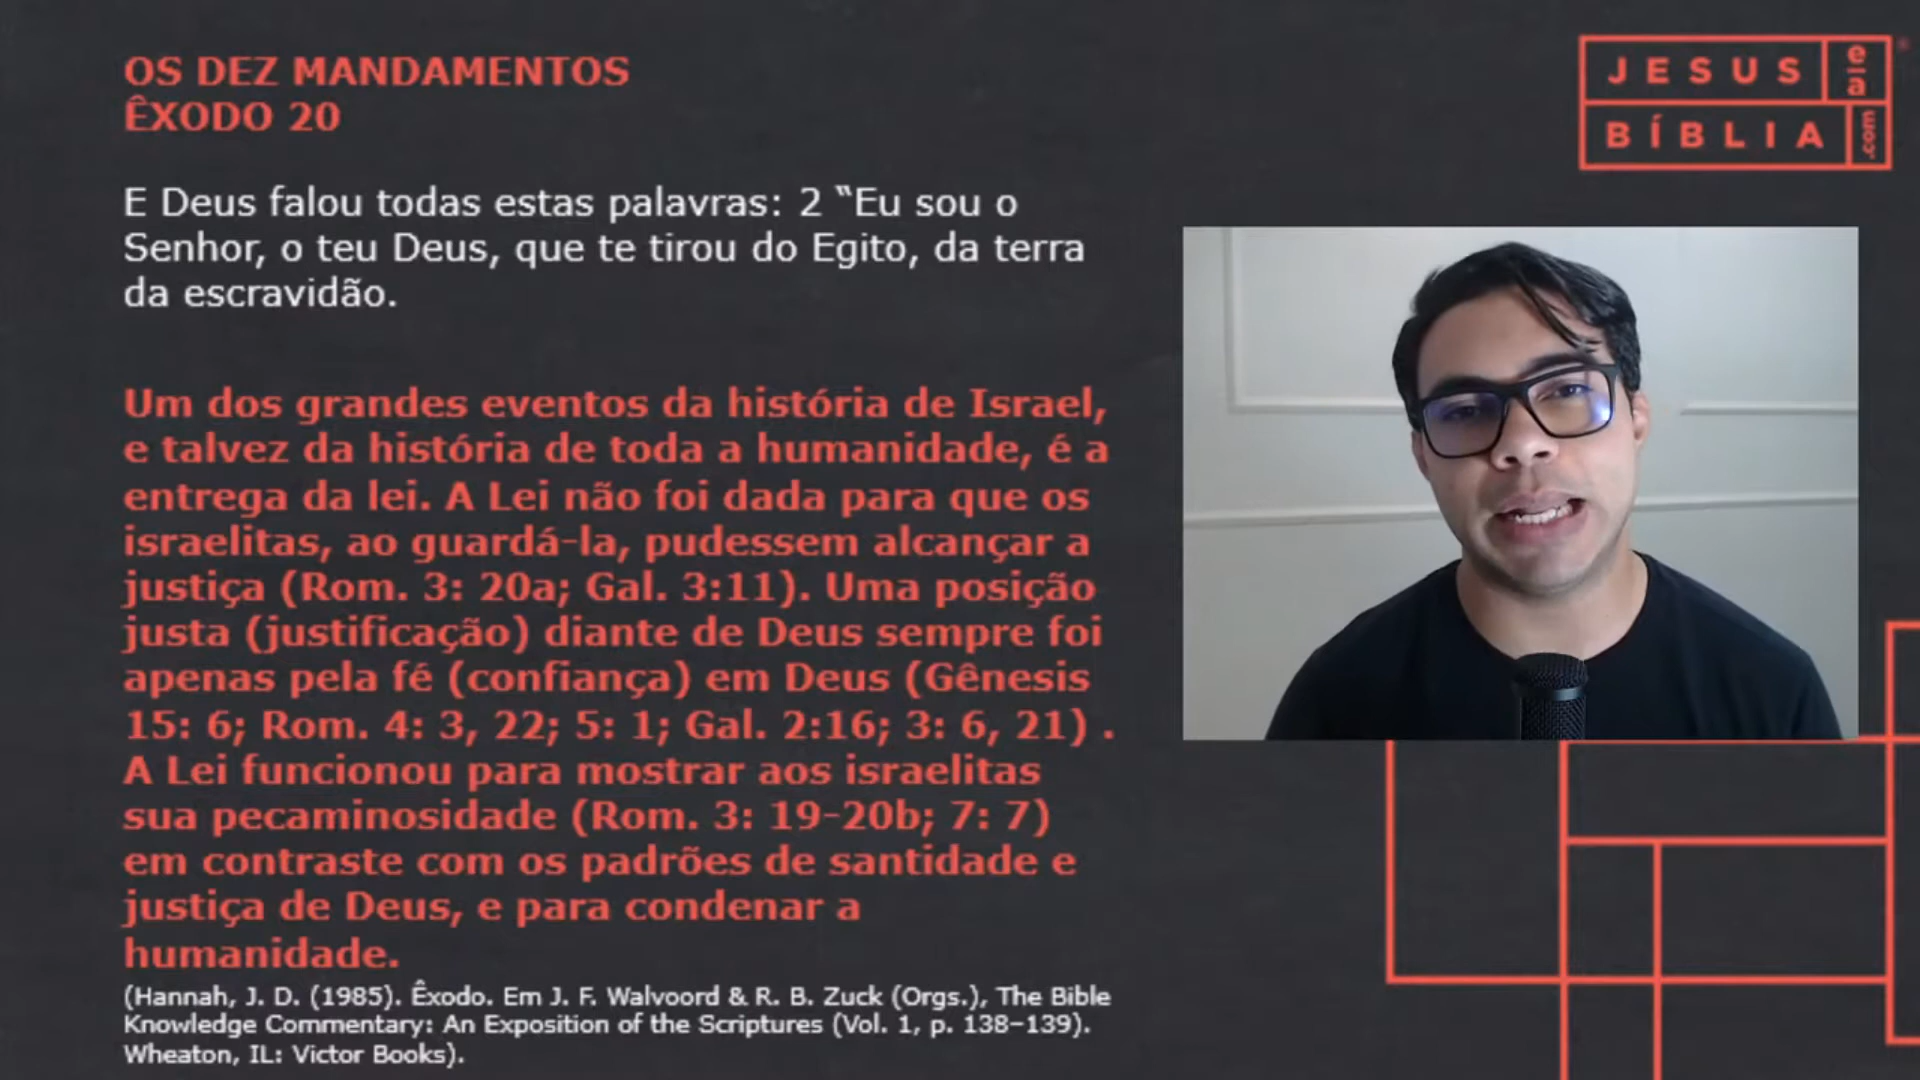 OS DEZ MANDAMENTOS
ÊXODO 20
JESUS e a
BÍBLIA .com
E Deus falou todas estas palavras: 2 “Eu sou o
Senhor, o teu Deus, que te tirou do Egito, da terra
da escravidão.
Um dos grandes eventos da história de Israel,
e talvez da história de toda a humanidade, é a
entrega da lei. A Lei não foi dada para que os
israelitas, ao guardá-la, pudessem alcançar a
justiça (Rom. 3: 20a; Gal. 3:11). Uma posição
justa (justificação) diante de Deus sempre foi
apenas pela fé (confiança) em Deus (Gênesis
15: 6; Rom. 4: 3, 22; 5: 1; Gal. 2:16; 3: 6, 21) .
A Lei funcionou para mostrar aos israelitas
sua pecaminosidade (Rom. 3: 19-20b; 7: 7)
em contraste com os padrões de santidade e
justiça de Deus, e para condenar a
humanidade.
(Hannah, J. D. (1985). Êxodo. Em J. F. Walvoord & R. B. Zuck (Orgs.), The Bible
Knowledge Commentary: An Exposition of the Scriptures (Vol. 1, p. 138–139).
Wheaton, IL: Victor Books).